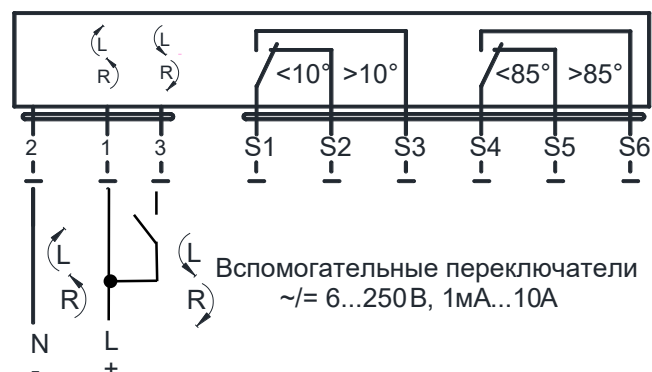 L L
R R
<10° >10° <85° >85°
2 1 3 S1 S2 S3 S4 S5 S6
L L
R R
Вспомогательные переключатели
~/= 6...250В, 1мА...10А
N L
- +